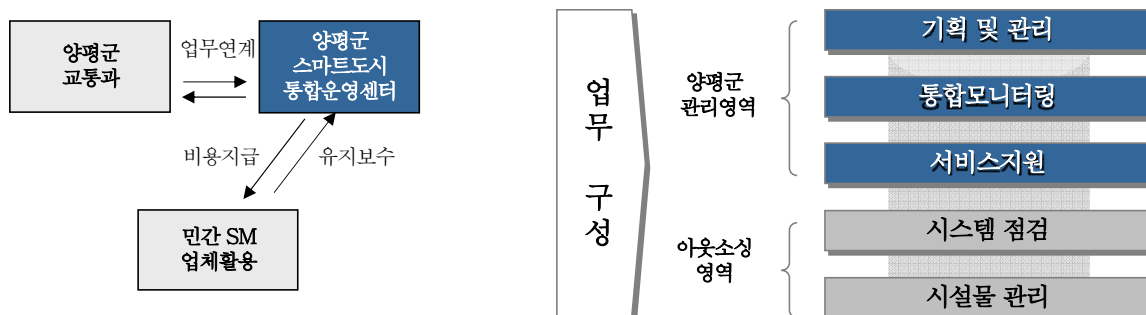 양평군
교통과
업무연계
양평군
스마트도시
통합운영센터
비용지급
유지보수
민간 SM
업체활용
업무 구성
양평군
관리영역
기획 및 관리
통합모니터링
서비스지원
아웃소싱
영역
시스템 점검
시설물 관리